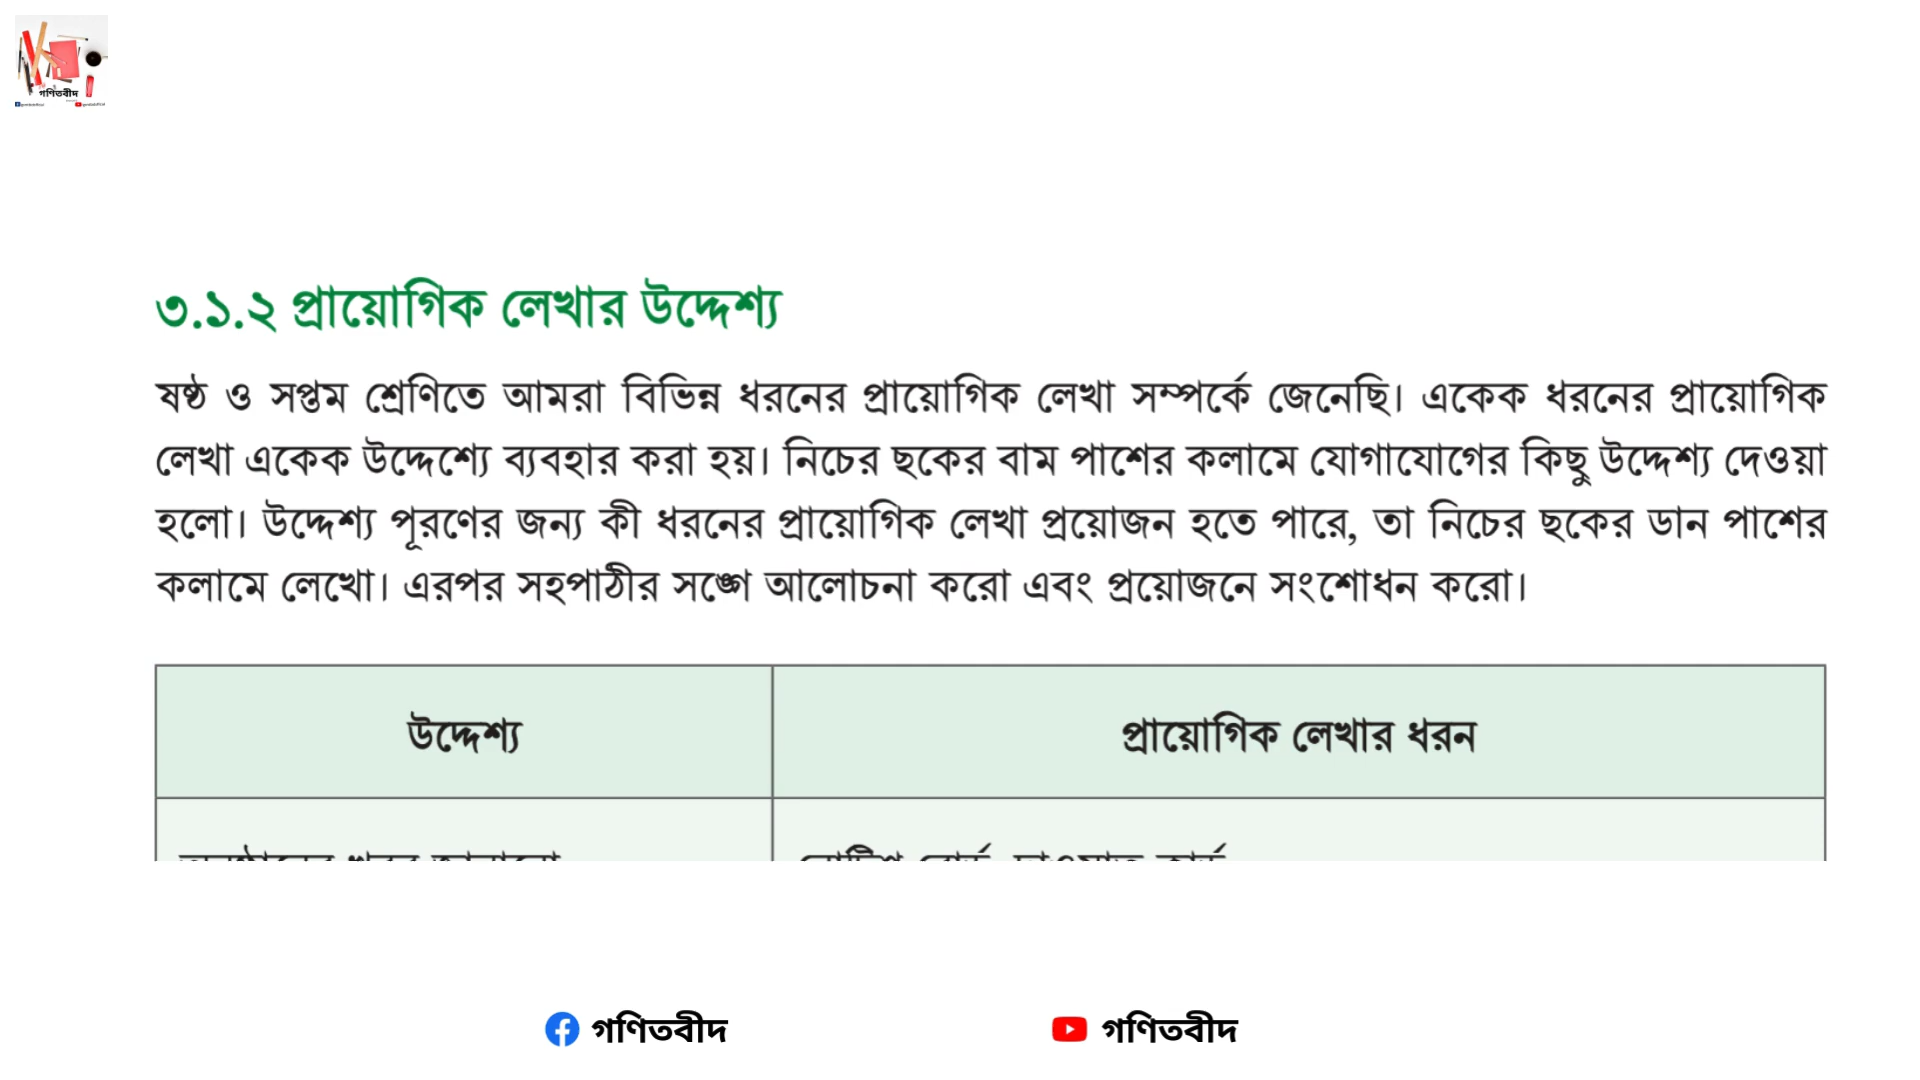 গণিতবীদ
৩.১.২ প্রায়োগিক লেখার উদ্দেশ্য
ষষ্ঠ ও সপ্তম শ্রেণিতে আমরা বিভিন্ন ধরনের প্রায়োগিক লেখা সম্পর্কে জেনেছি। একেক ধরনের প্রায়োগিক
লেখা একেক উদ্দেশ্যে ব্যবহার করা হয়। নিচের ছকের বাম পাশের কলামে যোগাযোগের কিছু উদ্দেশ্য দেওয়া
হলো। উদ্দেশ্য পূরণের জন্য কী ধরনের প্রায়োগিক লেখা প্রয়োজন হতে পারে, তা নিচের ছকের ডান পাশের
কলামে লেখো। এরপর সহপাঠীর সঙ্গে আলোচনা করো এবং প্রয়োজনে সংশোধন করো।
উদ্দেশ্য
প্রায়োগিক লেখার ধরন
গণিতবীদ
গণিতবীদ